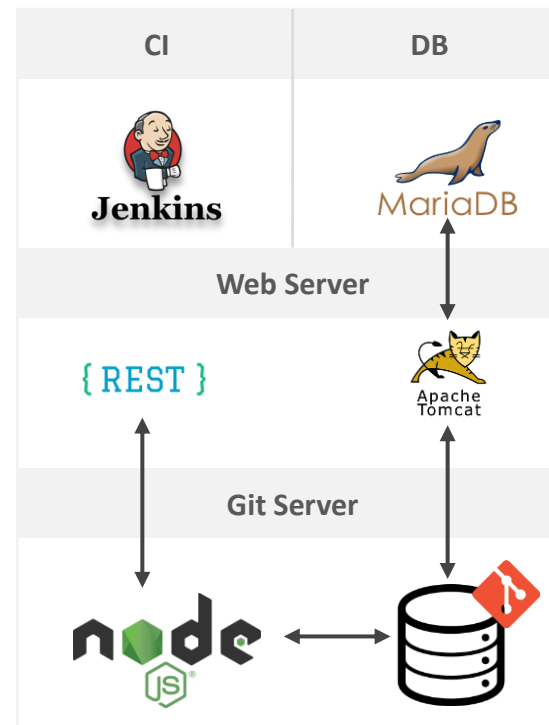 CI
DB
Jenkins
MariaDB
Web Server
{ REST }
Apache
Tomcat
Git Server
node
JS
®